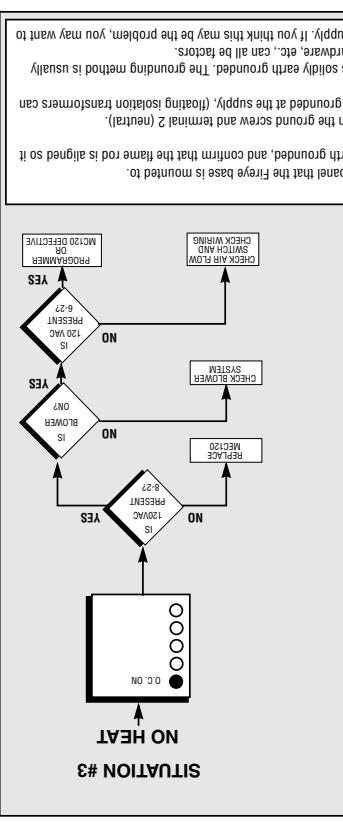 SITUATION #3
NO HEAT
O.C. ON
IS
120VAC
PRESENT
8-2?
NO
YES
REPLACE
MEC120
IS
BLOWER
ON?
NO
YES
CHECK BLOWER
SYSTEM
IS
120 VAC
PRESENT
6-2?
NO
YES
CHECK AIR FLOW
SWITCH AND
CHECK WIRING
PROGRAMMER
OR
MC120 DEFECTIVE
panel that the Fireye base is mounted to.
rth grounded, and confirm that the flame rod is aligned so it
n the ground screw and terminal 2 (neutral).
grounded at the supply, (floating isolation transformers can
s solidly earth grounded. The grounding method is usually
rdware, etc., can all be factors.
supply. If you think this may be the problem, you may want to